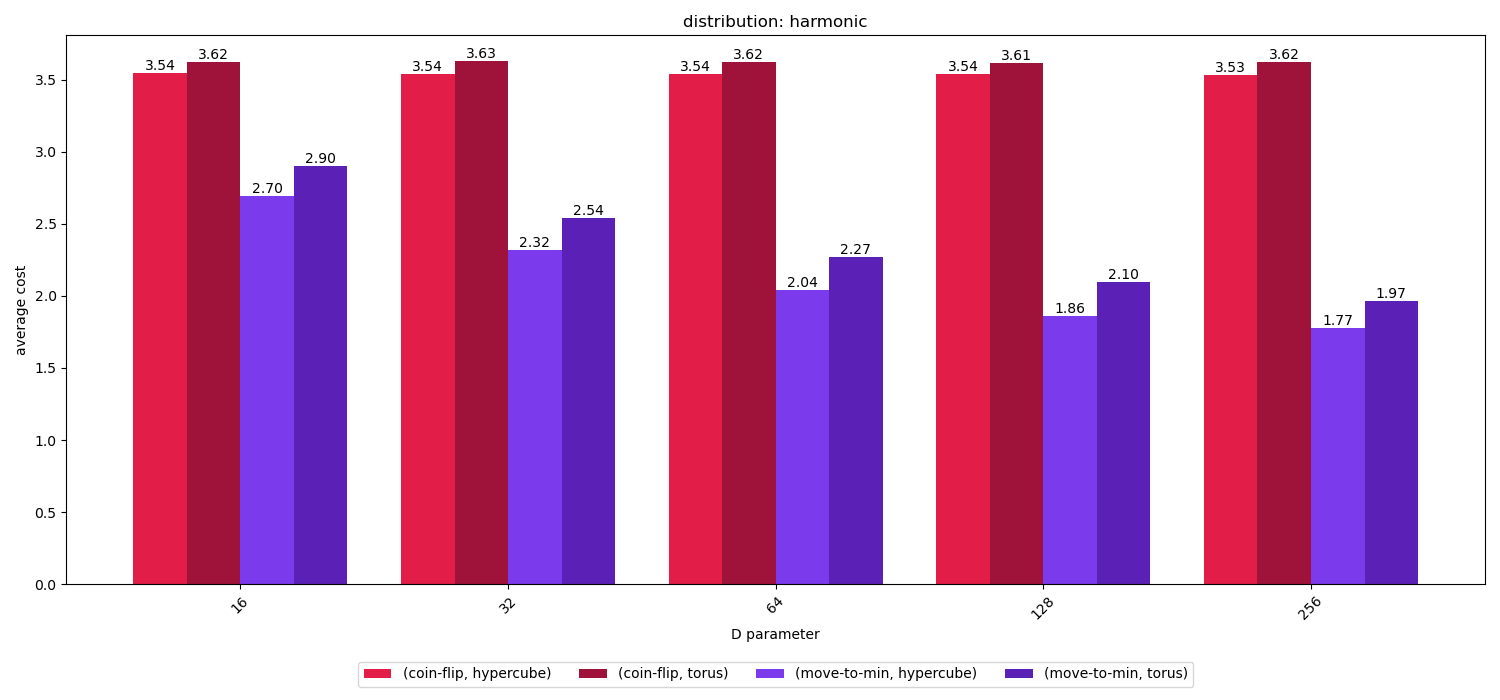 distribution: harmonic
average cost
3.5
3.0
2.5
2.0
1.5
1.0
0.5
0.0
3.54 3.62 2.70 2.90
3.54 3.63 2.32 2.54
3.54 3.62 2.04 2.27
3.54 3.61 1.86 2.10
3.53 3.62 1.77 1.97
16 32 64 128 256
D parameter
(coin-flip, hypercube) (coin-flip, torus) (move-to-min, hypercube) (move-to-min, torus)